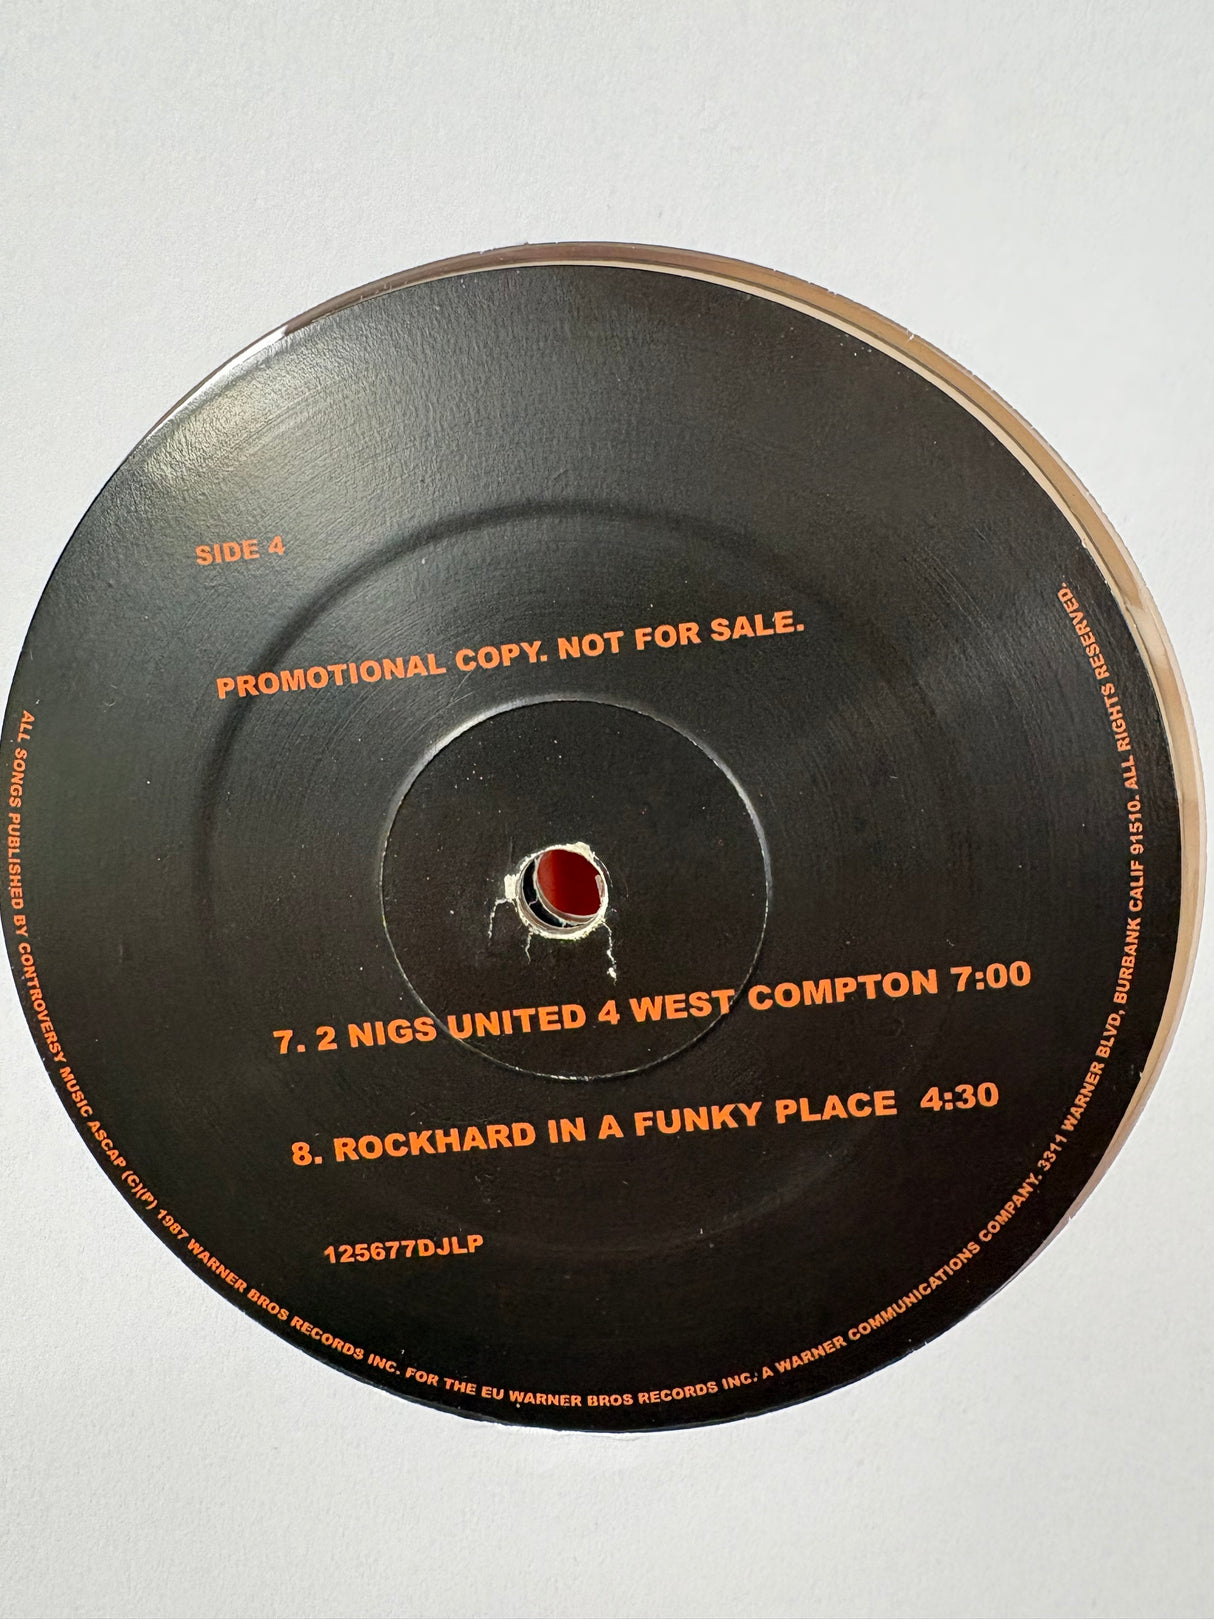 SIDE 4
PROMOTIONAL COPY. NOT FOR SALE.
7. 2 NIGS UNITED 4 WEST COMPTON 7:00
8. ROCKHARD IN A FUNKY PLACE 4:30
125677DJLP
ALL SONGS PUBLISHED BY CONTROVERSY MUSIC ASCAP (C)(P) 1987 WARNER BROS RECORDS INC. FOR THE EU WARNER BROS RECORDS INC. A WARNER COMMUNICATIONS COMPANY. 3311 WARNER BLVD, BURBANK CALIF 91510. ALL RIGHTS RESERVED.